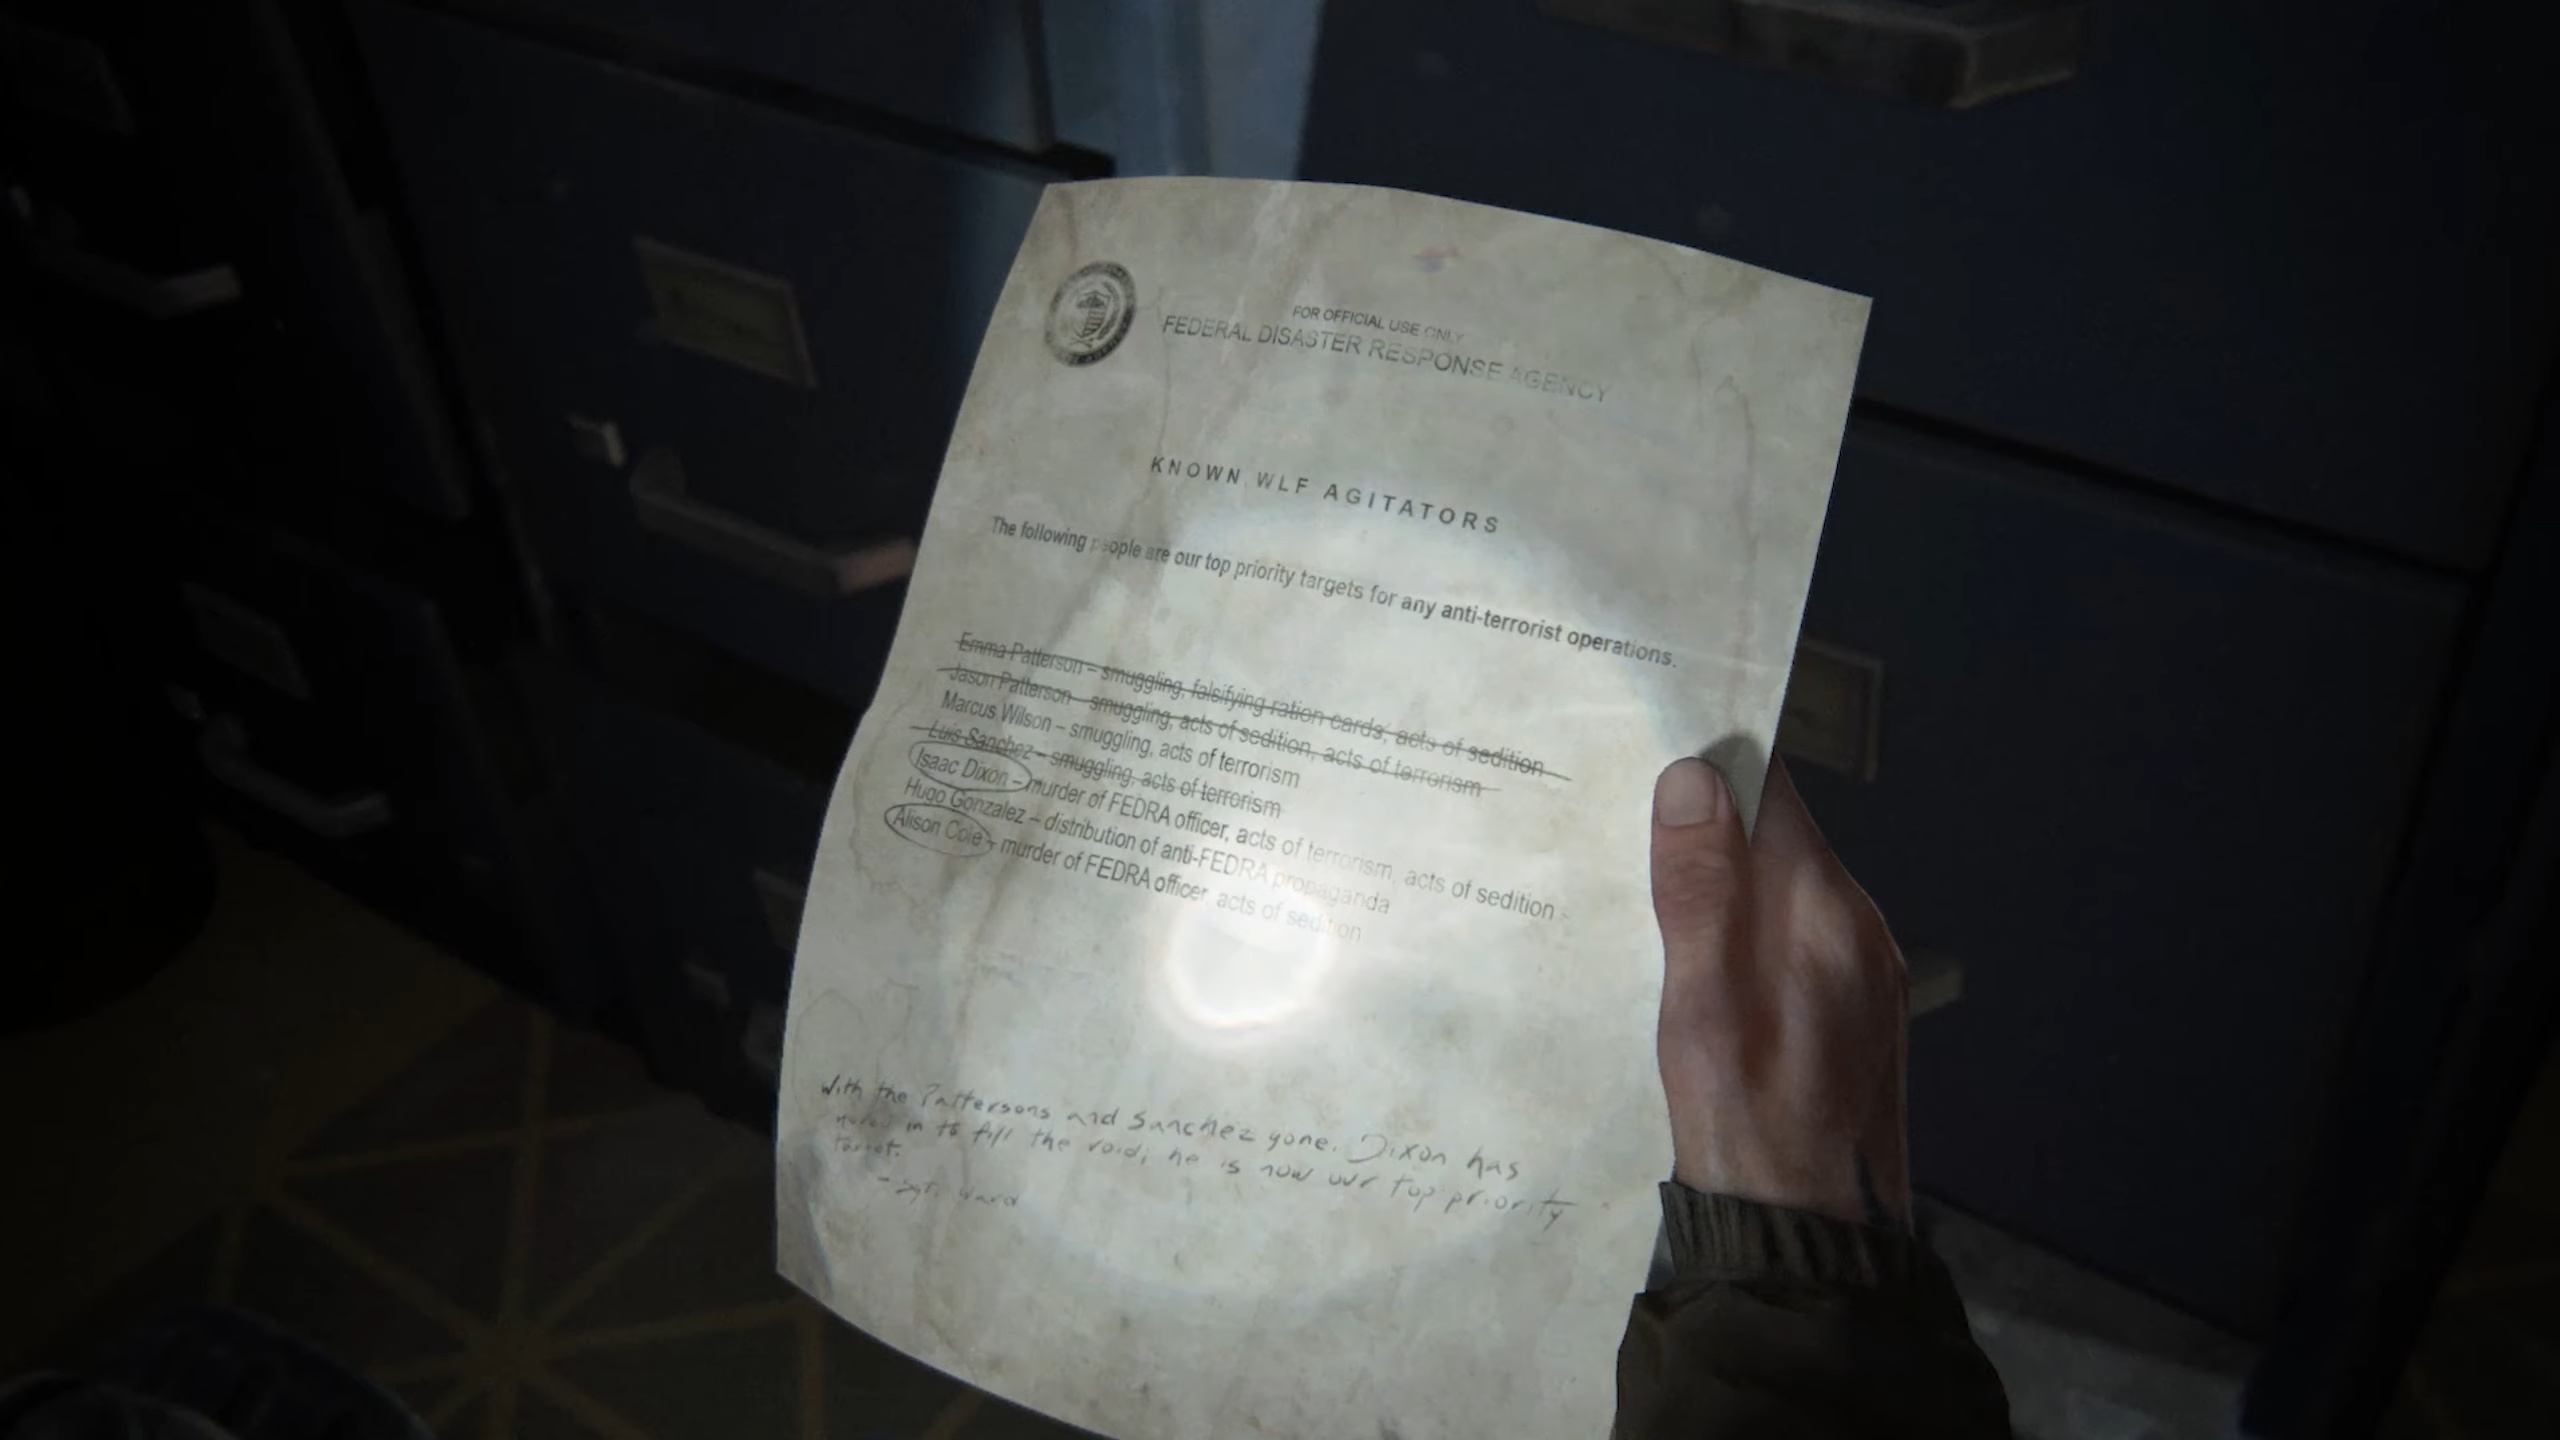 FOR OFFICIAL USE ONLY
FEDERAL DISASTER RESPONSE AGENCY
KNOWN WLF AGITATORS
The following people are our top priority targets for any anti-terrorist operations.
Emma Patterson – smuggling, falsifying ration cards, acts of sedition
Jason Patterson – smuggling, acts of sedition, acts of terrorism
Marcus Wilson – smuggling, acts of terrorism
Luis Sanchez – smuggling, acts of terrorism
Isaac Dixon – murder of FEDRA officer, acts of terrorism, acts of sedition
Hugo Gonzalez – distribution of anti-FEDRA propaganda
Alison Cole – murder of FEDRA officer, acts of sedition
With the Pattersons and Sanchez gone, Dixon has
moved in to fill the void; he is now our top priority
target.
- Sgt. Ward